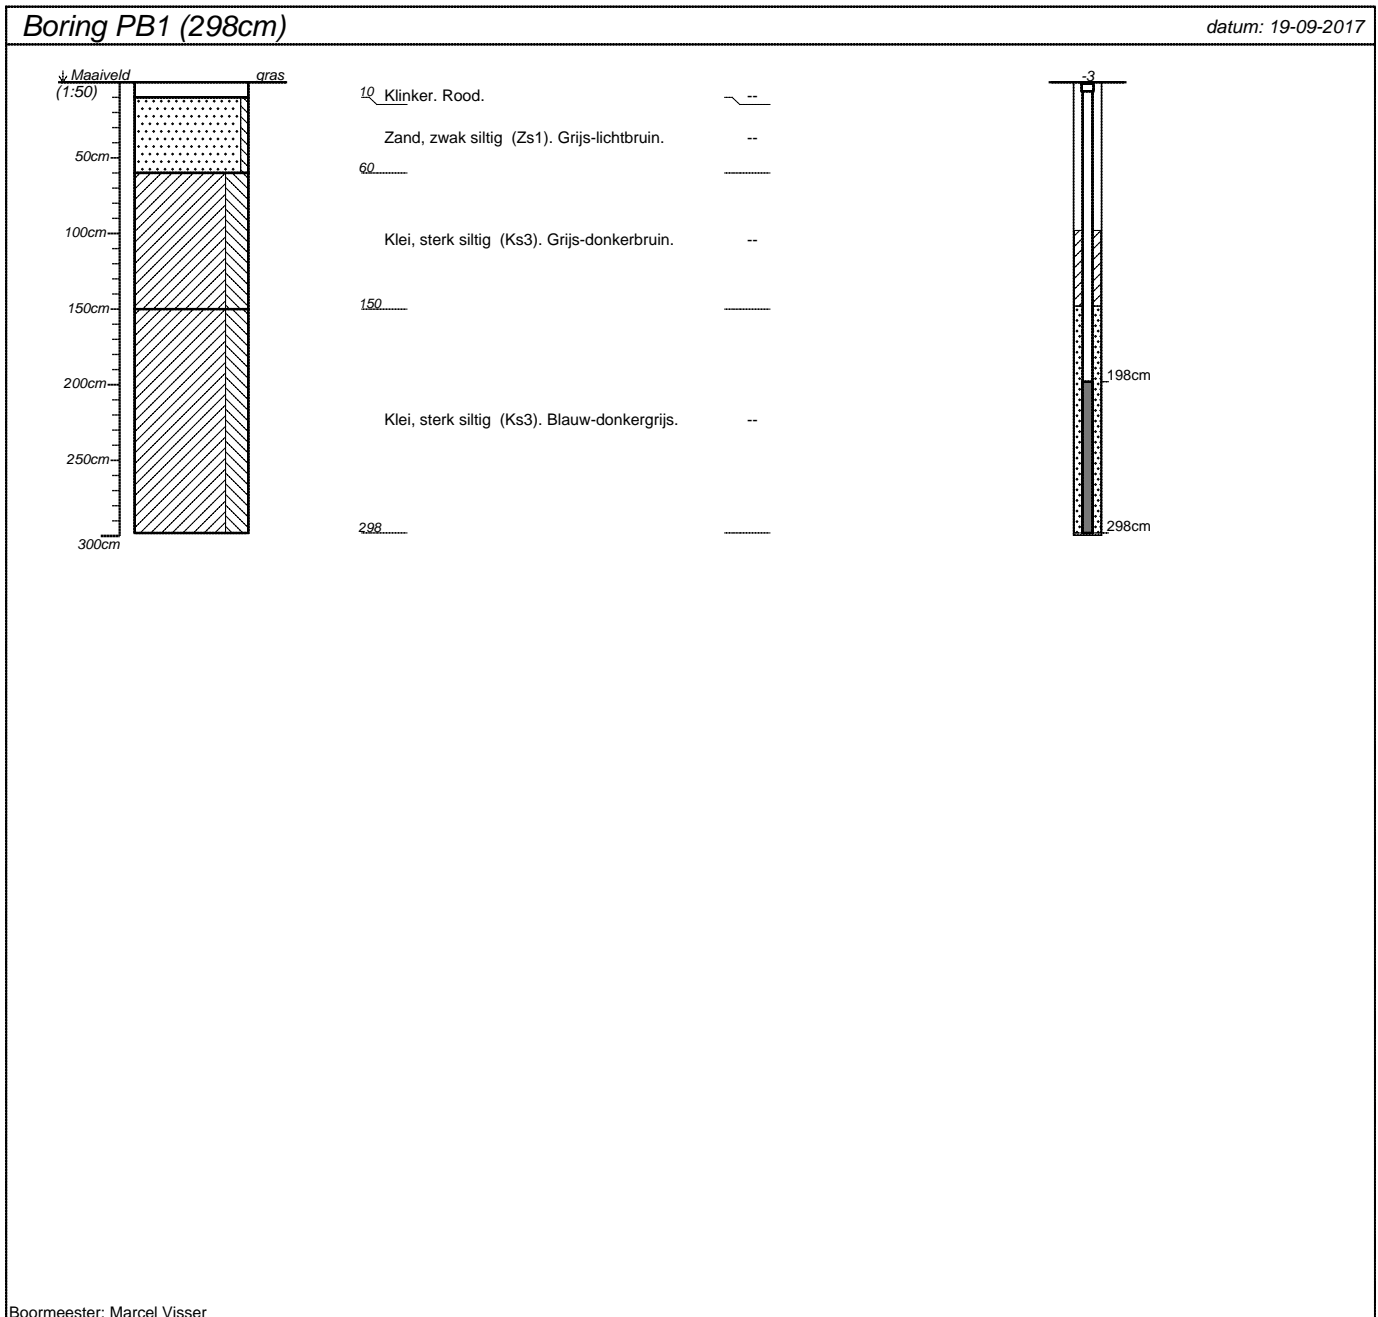 Boring PB1 (298cm)
datum: 19-09-2017
Maaiveld gras -3
(1:50)
10 Klinker. Rood. --
Zand, zwak siltig (Zs1). Grijs-lichtbruin. --
50cm
60
100cm
Klei, sterk siltig (Ks3). Grijs-donkerbruin. --
150cm
150
198cm
200cm
Klei, sterk siltig (Ks3). Blauw-donkergrijs. --
250cm
298
298cm
300cm
Boormeester: Marcel Visser